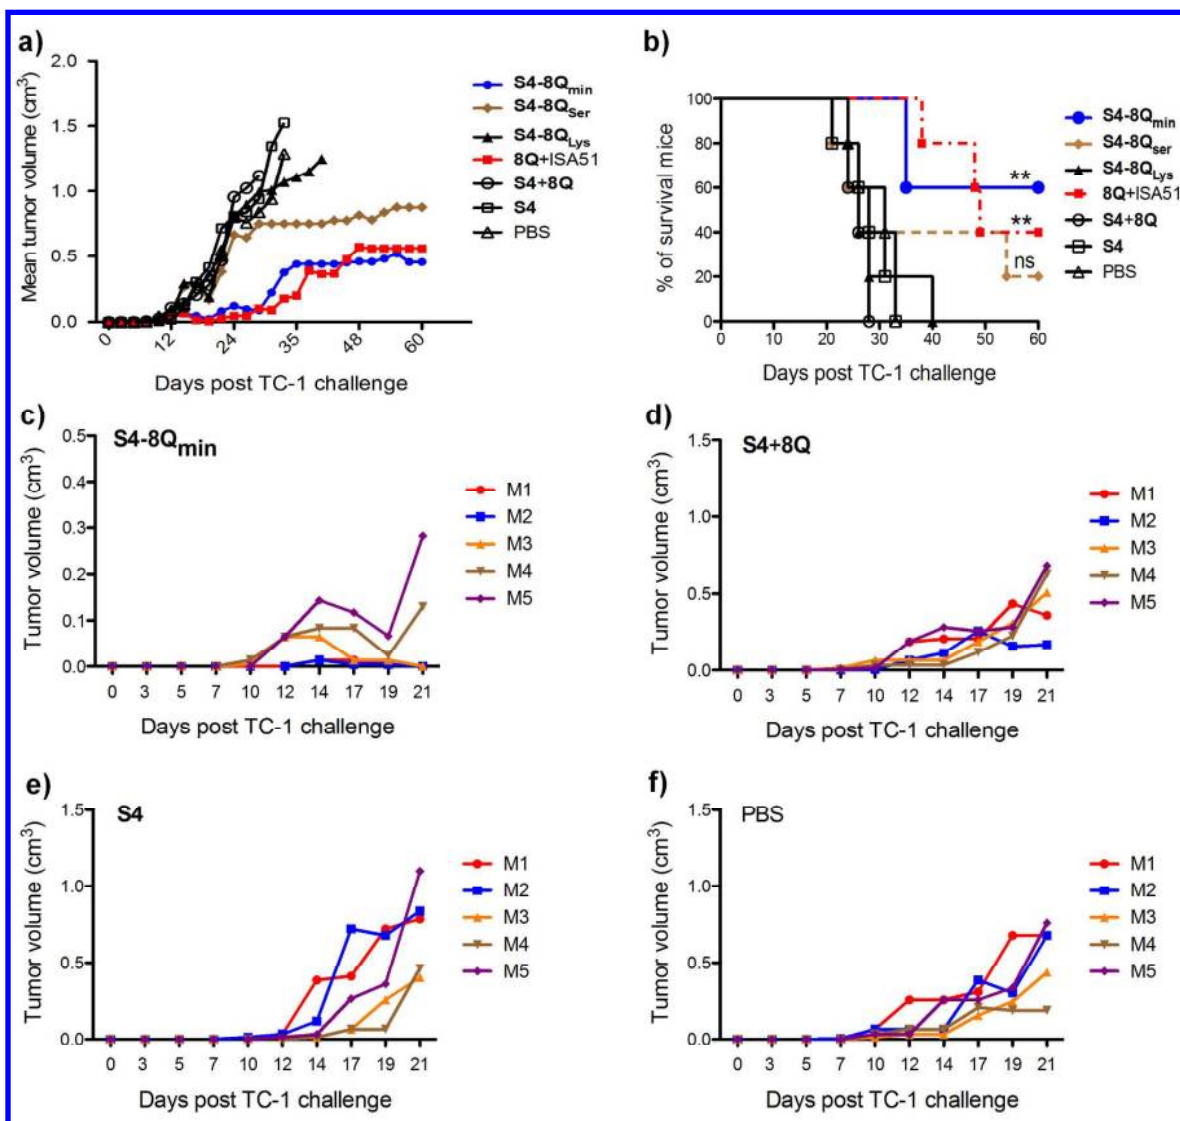 a)
Mean tumor volume (cm³)
2.0
1.5
1.0
0.5
0.0
0 12 24 35 48 60
Days post TC-1 challenge
S4-8Qmin
S4-8QSer
S4-8QLys
8Q+ISA51
S4+8Q
S4
PBS
b)
% of survival mice
100
80
60
40
20
0
0 20 30 40 50 60
Days post TC-1 challenge
**
**
ns
S4-8Qmin
S4-8Qser
S4-8QLys
8Q+ISA51
S4+8Q
S4
PBS
c)
S4-8Qmin
Tumor volume (cm³)
0.5
0.4
0.3
0.2
0.1
0.0
0 3 5 7 10 12 14 17 19 21
Days post TC-1 challenge
M1
M2
M3
M4
M5
d)
S4+8Q
Tumor volume (cm³)
1.5
1.0
0.5
0.0
0 3 5 7 10 12 14 17 19 21
Days post TC-1 challenge
M1
M2
M3
M4
M5
e)
S4
Tumor volume (cm³)
1.5
1.0
0.5
0.0
0 3 5 7 10 12 14 17 19 21
Days post TC-1 challenge
M1
M2
M3
M4
M5
f)
PBS
Tumor volume (cm³)
1.5
1.0
0.5
0.0
0 3 5 7 10 12 14 17 19 21
Days post TC-1 challenge
M1
M2
M3
M4
M5